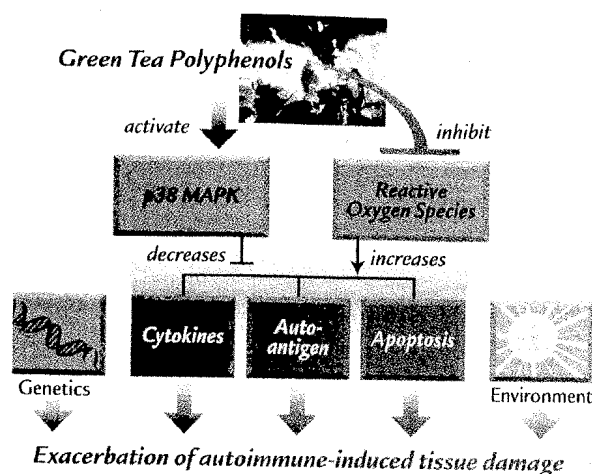 Green Tea Polyphenols
activate
inhibit
p38 MAPK
Reactive
Oxygen Species
decreases
increases
Cytokines
Auto-
antigen
Apoptosis
Genetics
Environment
Exacerbation of autoimmune-induced tissue damage